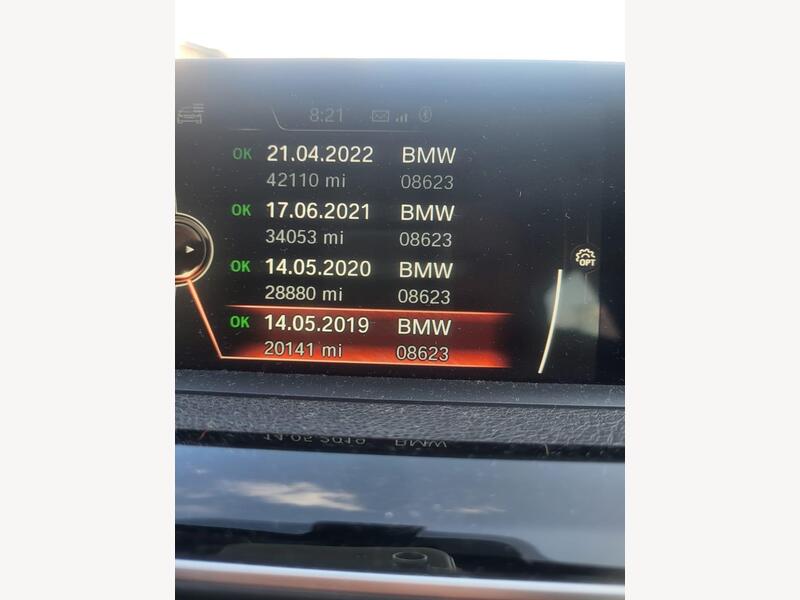 8:21
OK 21.04.2022 BMW
42110 mi 08623
OK 17.06.2021 BMW
34053 mi 08623
OK 14.05.2020 BMW
28880 mi 08623
OPT
OK 14.05.2019 BMW
20141 mi 08623